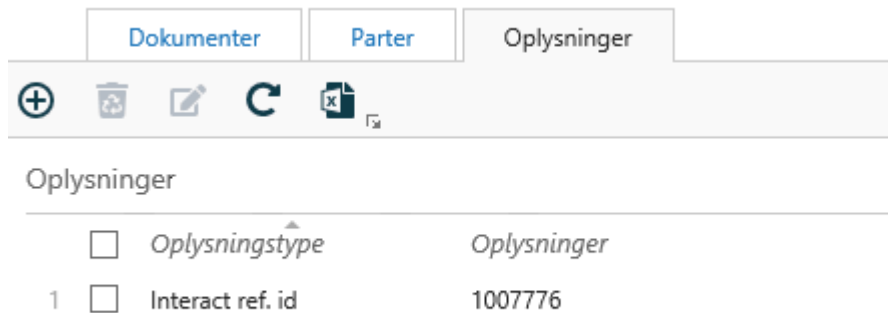 Dokumenter Parter Oplysninger
Oplysninger
Oplysningstype Oplysninger
1 Interact ref. id 1007776